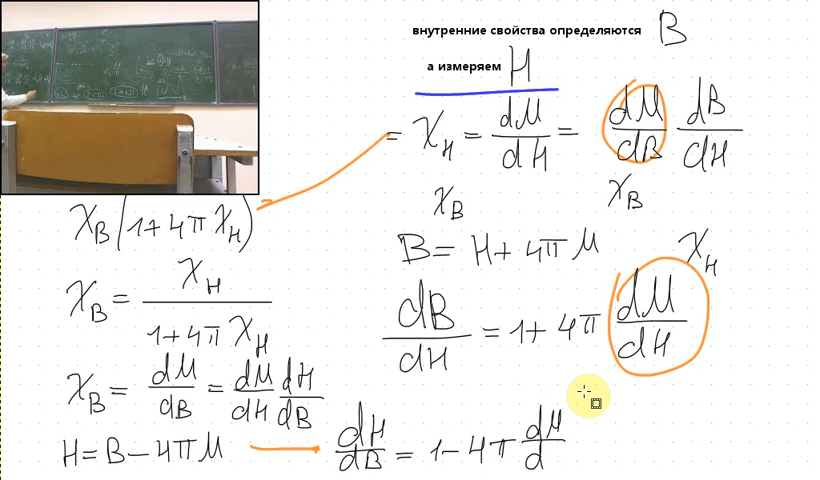 внутренние свойства определяются B
а измеряем H
= χ_H = dM/dH = dM/dB dB/dH
χ_B χ_B
B = H + 4π M χ_H
dB/dH = 1 + 4π dM/dH
χ_B (1 + 4π χ_H)
χ_B = χ_H / (1 + 4π χ_H)
χ_B = dM/dB = dM/dH dH/dB
H = B − 4π M dH/dB = 1 − 4π dM/d